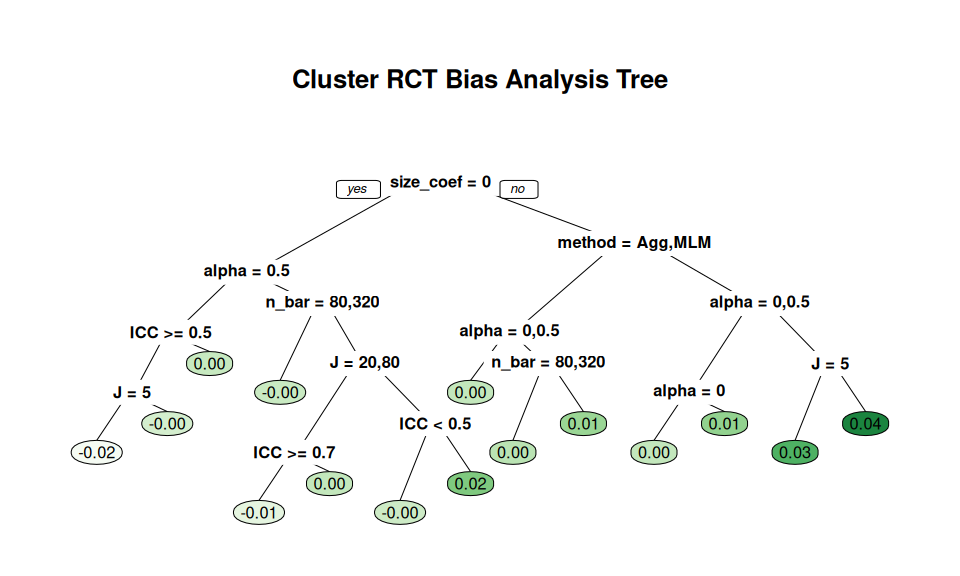 Cluster RCT Bias Analysis Tree
yes size_coef = 0 no
method = Agg,MLM
alpha = 0.5
n_bar = 80,320
alpha = 0,0.5
ICC >= 0.5
alpha = 0,0.5
0.00
J = 20,80
n_bar = 80,320
J = 5
J = 5
-0.00
0.00
alpha = 0
-0.00
ICC < 0.5
0.01
0.01
0.04
-0.02
ICC >= 0.7
0.00
0.00
0.03
0.00
0.02
-0.01
-0.00